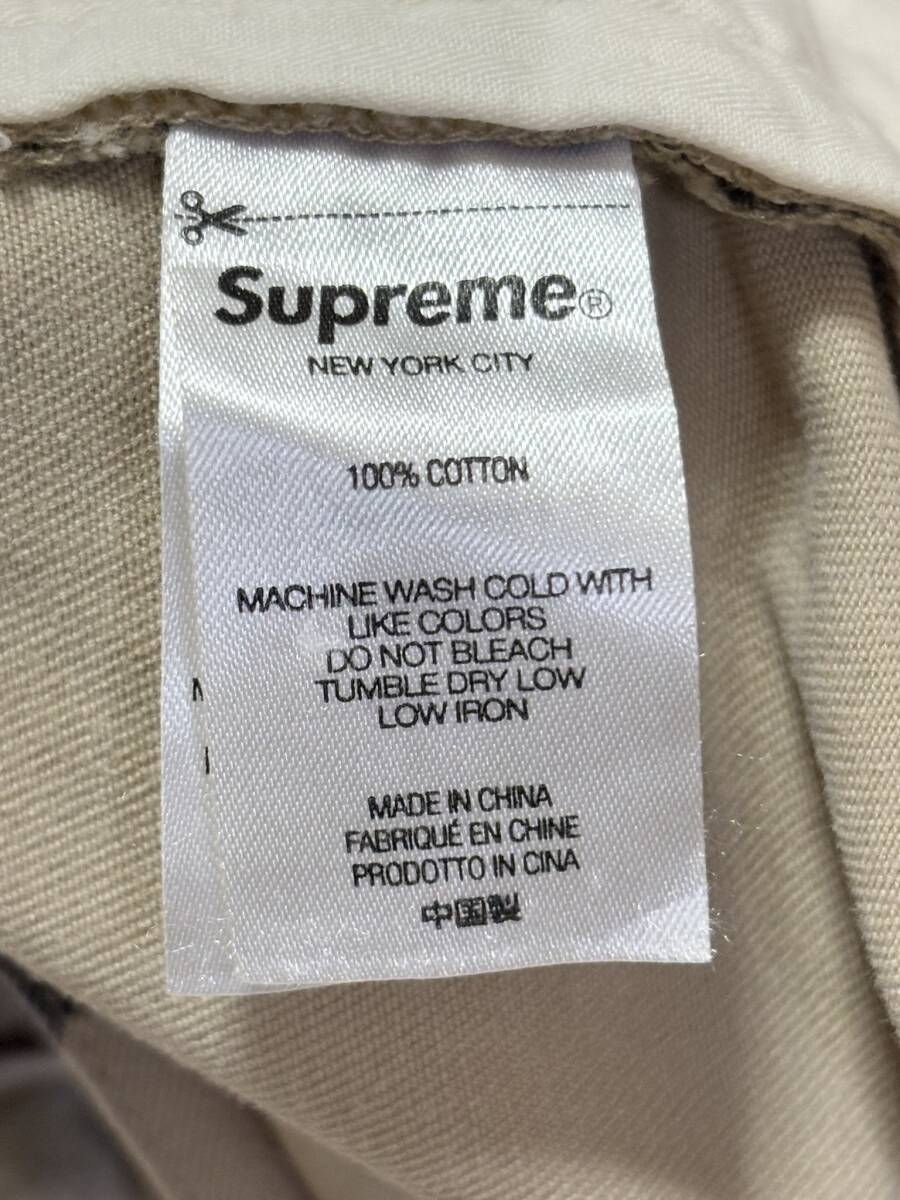 Supreme®
NEW YORK CITY
100% COTTON
MACHINE WASH COLD WITH
LIKE COLORS
DO NOT BLEACH
TUMBLE DRY LOW
LOW IRON
MADE IN CHINA
FABRIQUÉ EN CHINE
PRODOTTO IN CINA
中国製